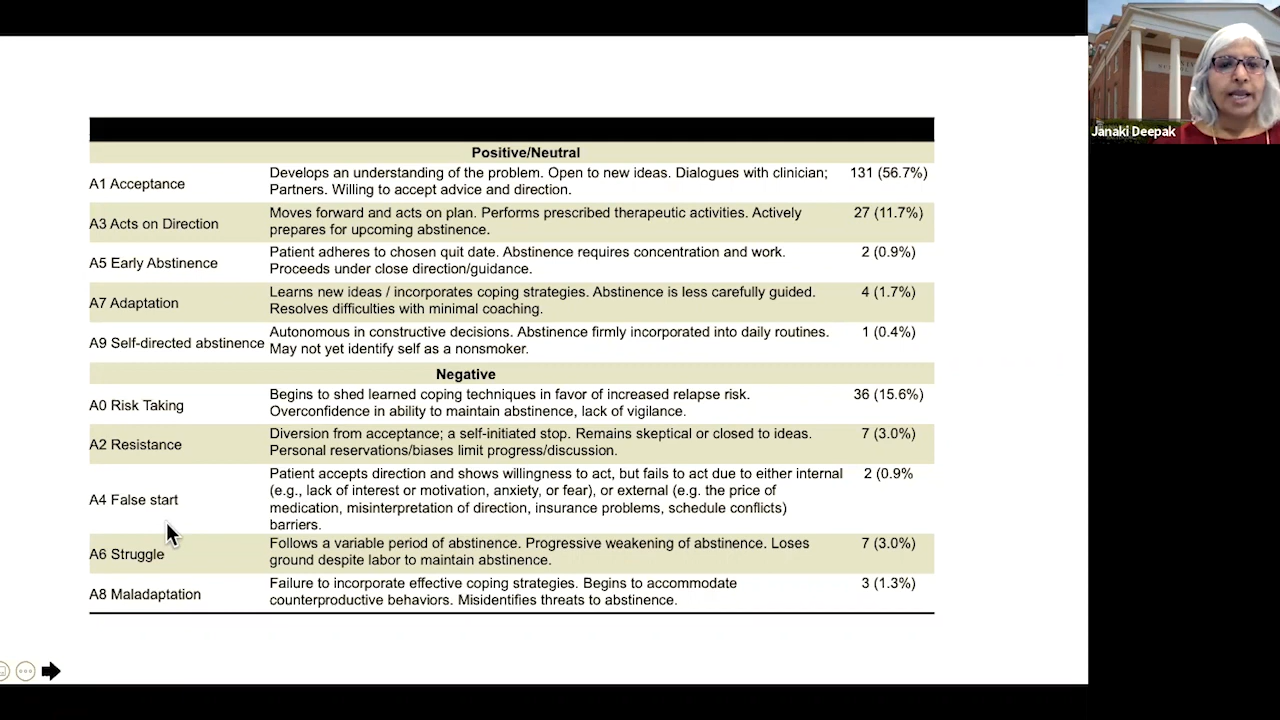 Janaki Deepak
Positive/Neutral
A1 Acceptance
Develops an understanding of the problem. Open to new ideas. Dialogues with clinician;
Partners. Willing to accept advice and direction.
131 (56.7%)
A3 Acts on Direction
Moves forward and acts on plan. Performs prescribed therapeutic activities. Actively
prepares for upcoming abstinence.
27 (11.7%)
A5 Early Abstinence
Patient adheres to chosen quit date. Abstinence requires concentration and work.
Proceeds under close direction/guidance.
2 (0.9%)
A7 Adaptation
Learns new ideas / incorporates coping strategies. Abstinence is less carefully guided.
Resolves difficulties with minimal coaching.
4 (1.7%)
A9 Self-directed abstinence
Autonomous in constructive decisions. Abstinence firmly incorporated into daily routines.
May not yet identify self as a nonsmoker.
1 (0.4%)
Negative
A0 Risk Taking
Begins to shed learned coping techniques in favor of increased relapse risk.
Overconfidence in ability to maintain abstinence, lack of vigilance.
36 (15.6%)
A2 Resistance
Diversion from acceptance; a self-initiated stop. Remains skeptical or closed to ideas.
Personal reservations/biases limit progress/discussion.
7 (3.0%)
A4 False start
Patient accepts direction and shows willingness to act, but fails to act due to either internal
(e.g., lack of interest or motivation, anxiety, or fear), or external (e.g. the price of
medication, misinterpretation of direction, insurance problems, schedule conflicts)
barriers.
2 (0.9%
A6 Struggle
Follows a variable period of abstinence. Progressive weakening of abstinence. Loses
ground despite labor to maintain abstinence.
7 (3.0%)
A8 Maladaptation
Failure to incorporate effective coping strategies. Begins to accommodate
counterproductive behaviors. Misidentifies threats to abstinence.
3 (1.3%)